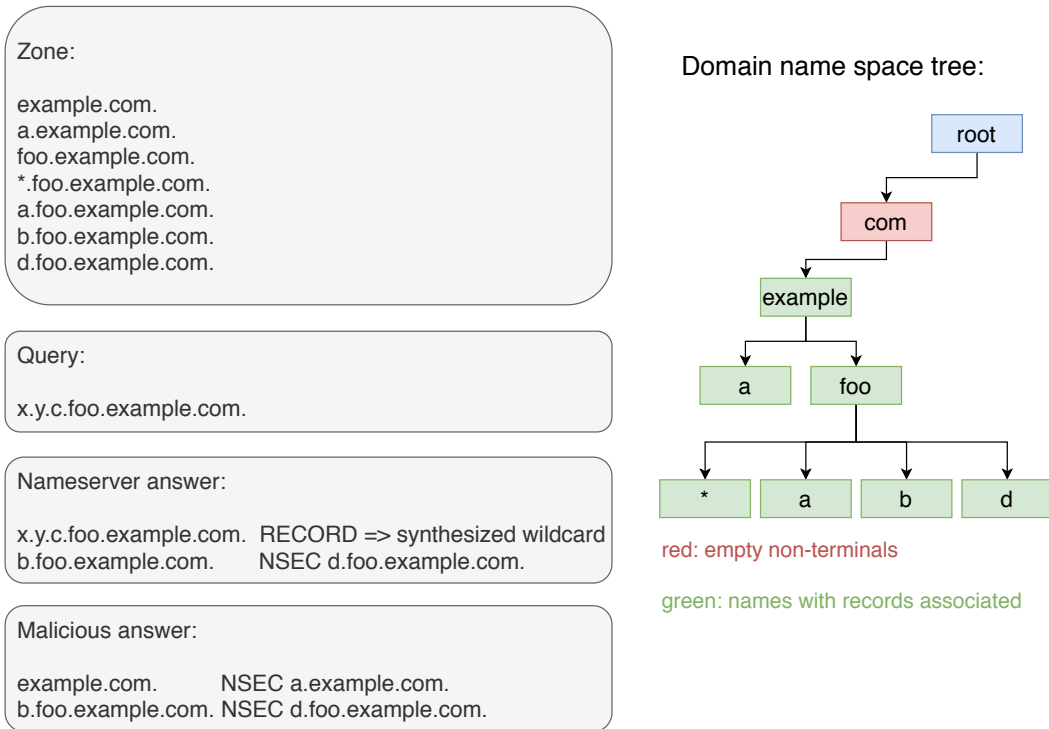 Zone:
example.com.
a.example.com.
foo.example.com.
*.foo.example.com.
a.foo.example.com.
b.foo.example.com.
d.foo.example.com.
Query:
x.y.c.foo.example.com.
Nameserver answer:
x.y.c.foo.example.com. RECORD => synthesized wildcard
b.foo.example.com. NSEC d.foo.example.com.
Malicious answer:
example.com. NSEC a.example.com.
b.foo.example.com. NSEC d.foo.example.com.
Domain name space tree:
root
com
example
a foo
* a b d
red: empty non-terminals
green: names with records associated